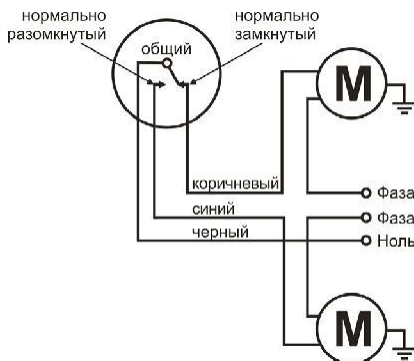 нормально
разомкнутый
нормально
замкнутый
общий
М
коричневый
Фаза
синий
Фаза
черный
Ноль
М